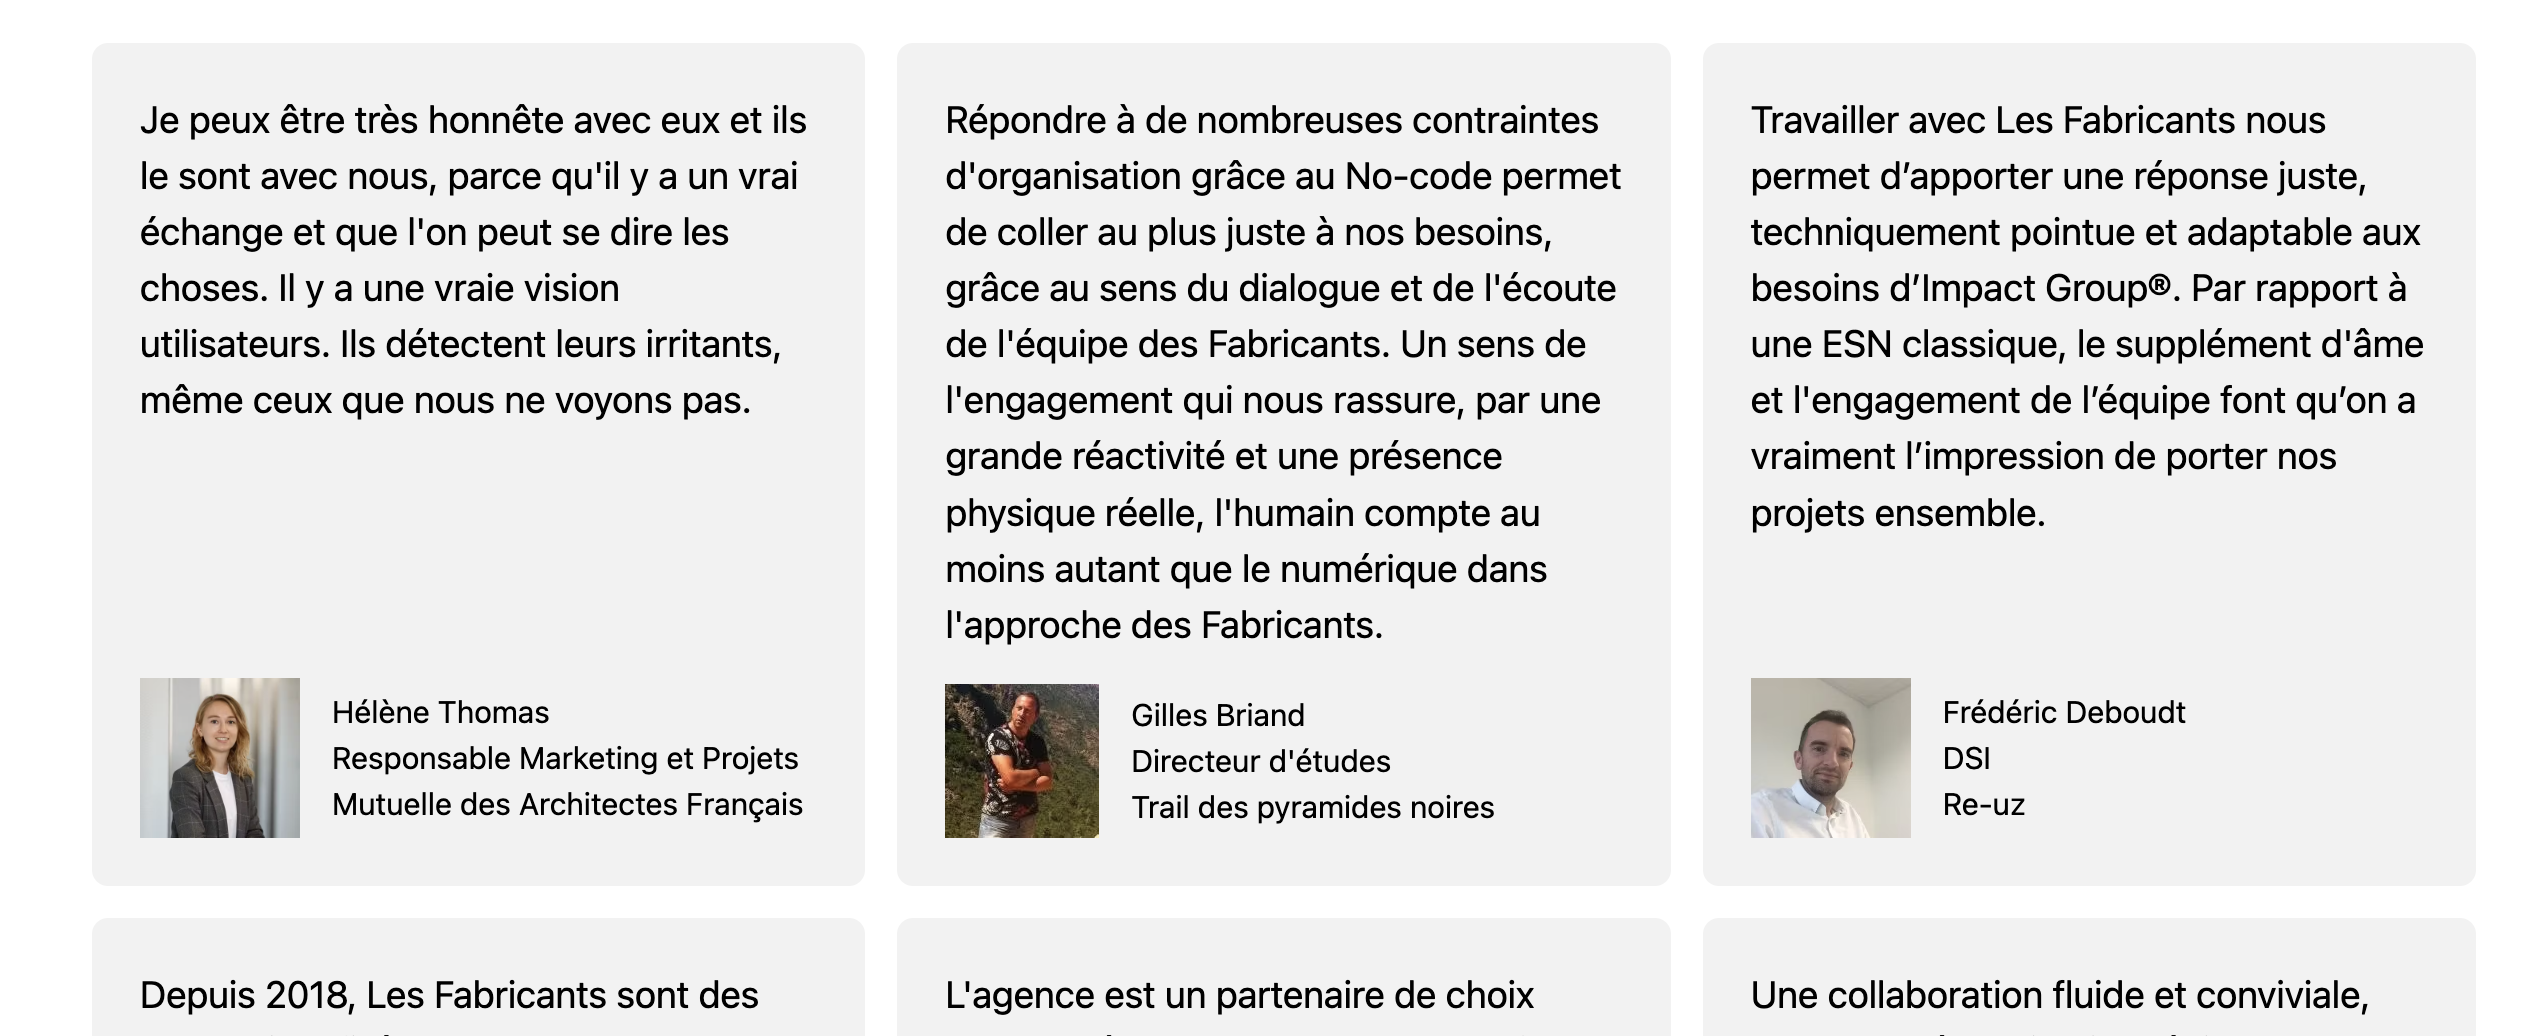 Je peux être très honnête avec eux et ils
le sont avec nous, parce qu'il y a un vrai
échange et que l'on peut se dire les
choses. Il y a une vraie vision
utilisateurs. Ils détectent leurs irritants,
même ceux que nous ne voyons pas.
Hélène Thomas
Responsable Marketing et Projets
Mutuelle des Architectes Français
Répondre à de nombreuses contraintes
d'organisation grâce au No-code permet
de coller au plus juste à nos besoins,
grâce au sens du dialogue et de l'écoute
de l'équipe des Fabricants. Un sens de
l'engagement qui nous rassure, par une
grande réactivité et une présence
physique réelle, l'humain compte au
moins autant que le numérique dans
l'approche des Fabricants.
Gilles Briand
Directeur d'études
Trail des pyramides noires
Travailler avec Les Fabricants nous
permet d’apporter une réponse juste,
techniquement pointue et adaptable aux
besoins d’Impact Group®. Par rapport à
une ESN classique, le supplément d'âme
et l'engagement de l’équipe font qu’on a
vraiment l’impression de porter nos
projets ensemble.
Frédéric Deboudt
DSI
Re-uz
Depuis 2018, Les Fabricants sont des
L'agence est un partenaire de choix
Une collaboration fluide et conviviale,